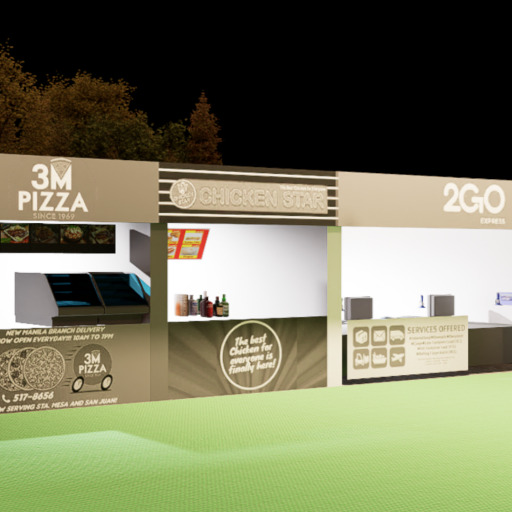 3M
PIZZA
SINCE 1969
CHICKEN STAR
2GO
EXPRESS
NEW MANILA BRANCH DELIVERY
NOW OPEN EVERYDAY!! 10AM TO 7PM
3M
PIZZA
517-8656
NOW SERVING STA. MESA AND SAN JUAN!
The best
Chicken for
everyone is
finally here!
SERVICES OFFERED